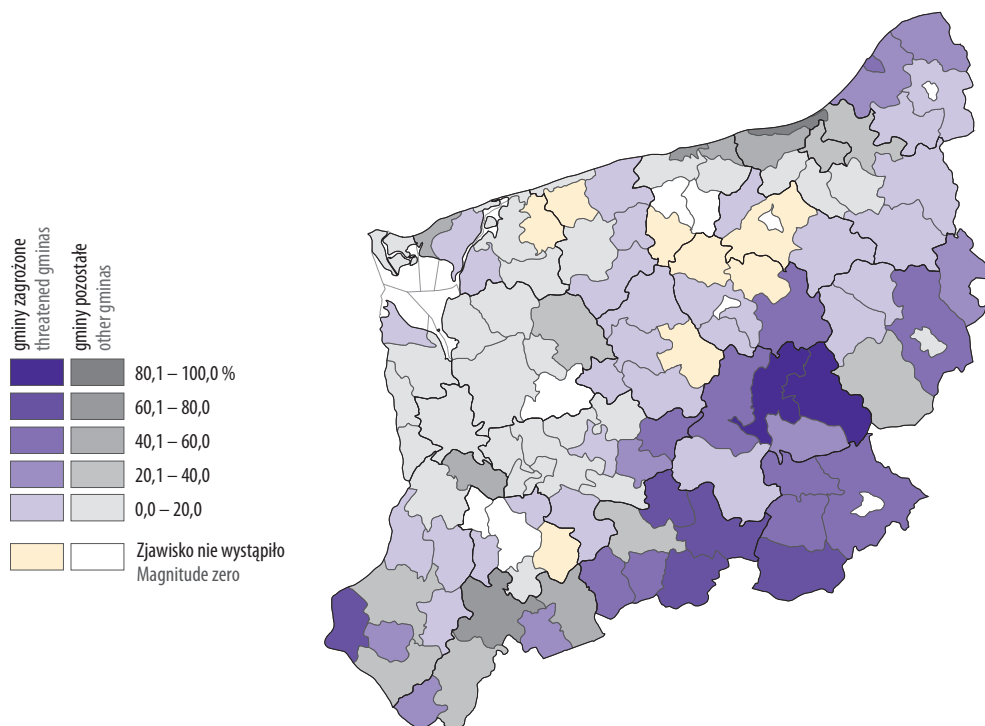 gminy zagrożone
threatened gminas
gminy pozostałe
other gminas
80,1 – 100,0 %
60,1 – 80,0
40,1 – 60,0
20,1 – 40,0
0,0 – 20,0
Zjawisko nie wystąpiło
Magnitude zero